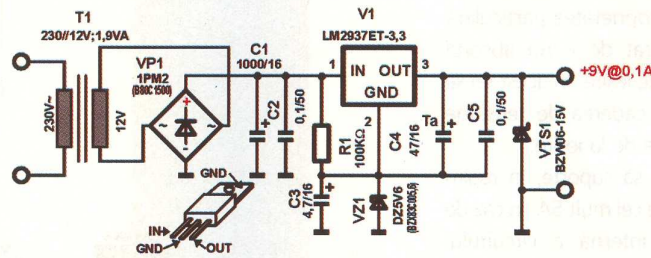 T1
230//12V;1,9VA
230V~
12V
VP1
1PM2
(B80C1500)
C1
1000/16
C2
0,1/50
R1
100KΩ
C3
4,7/16
V1
LM2937ET-3,3
1
IN
OUT
3
GND
2
VZ1
DZ5V6
C4
47/16
Ta
C5
0,1/50
VTS1
BZW06-15V
+9V@0,1A
GND
IN
GND
OUT